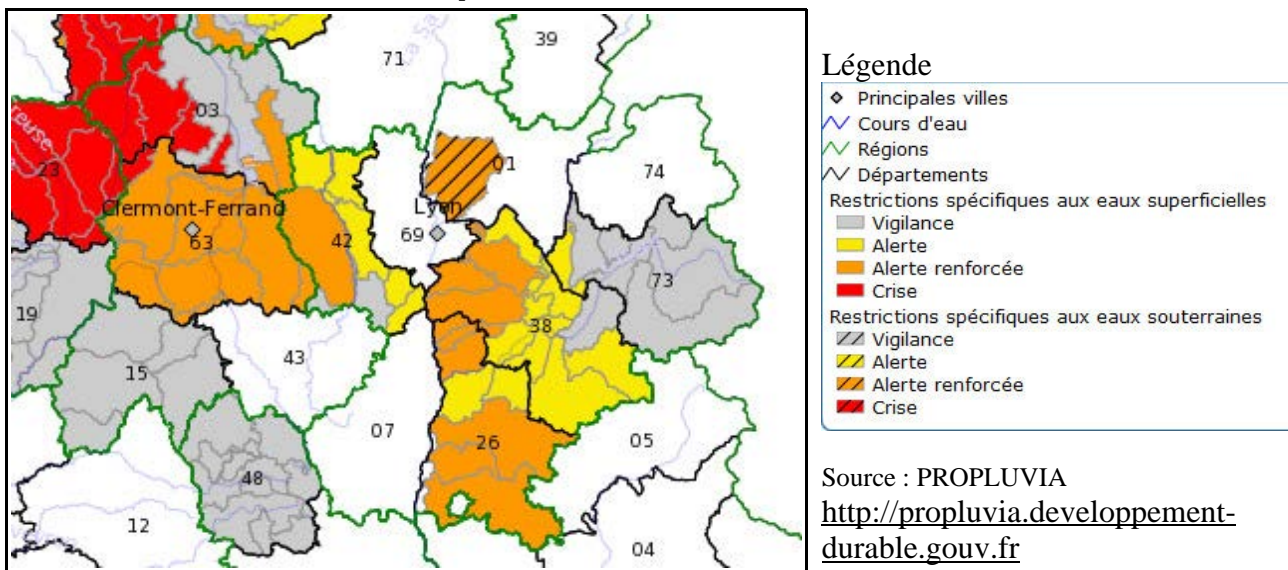 39
71
03
01
74
23
Creuse
Clermont-Ferrand
63
42
Lyon
69
73
19
38
15
43
07
26
05
48
12
04
Légende
Principales villes
Cours d'eau
Régions
Départements
Restrictions spécifiques aux eaux superficielles
Vigilance
Alerte
Alerte renforcée
Crise
Restrictions spécifiques aux eaux souterraines
Vigilance
Alerte
Alerte renforcée
Crise
Source : PROPLUVIA
http://propluvia.developpement-
durable.gouv.fr